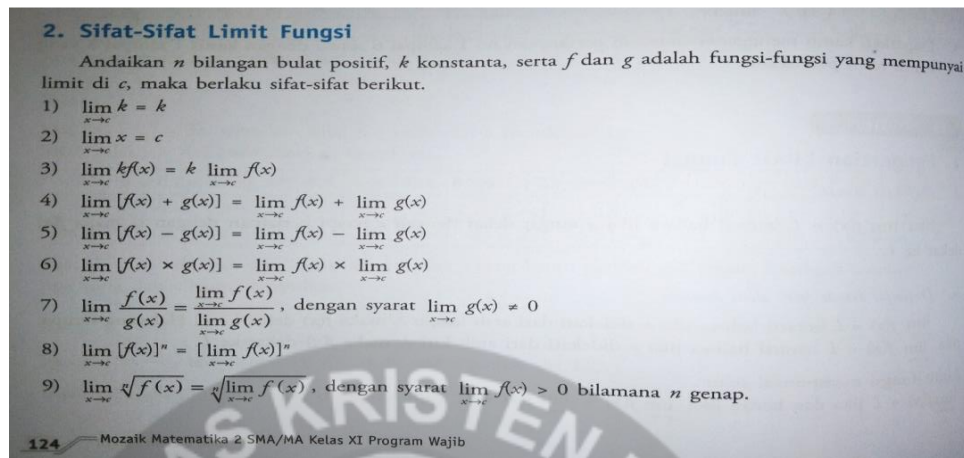 2. Sifat-Sifat Limit Fungsi
Andaikan n bilangan bulat positif, k konstanta, serta f dan g adalah fungsi-fungsi yang mempunyai
limit di c, maka berlaku sifat-sifat berikut.
1) lim x→c k = k
2) lim x→c x = c
3) lim x→c kf(x) = k lim x→c f(x)
4) lim x→c [f(x) + g(x)] = lim x→c f(x) + lim x→c g(x)
5) lim x→c [f(x) − g(x)] = lim x→c f(x) − lim x→c g(x)
6) lim x→c [f(x) × g(x)] = lim x→c f(x) × lim x→c g(x)
7) lim x→c f(x)/g(x) = lim x→c f(x) / lim x→c g(x), dengan syarat lim x→c g(x) ≠ 0
8) lim x→c [f(x)]ⁿ = [lim x→c f(x)]ⁿ
9) lim x→c ⁿ√f(x) = ⁿ√lim x→c f(x), dengan syarat lim x→c f(x) > 0 bilamana n genap.
AS KRISTEN
124 Mozaik Matematika 2 SMA/MA Kelas XI Program Wajib